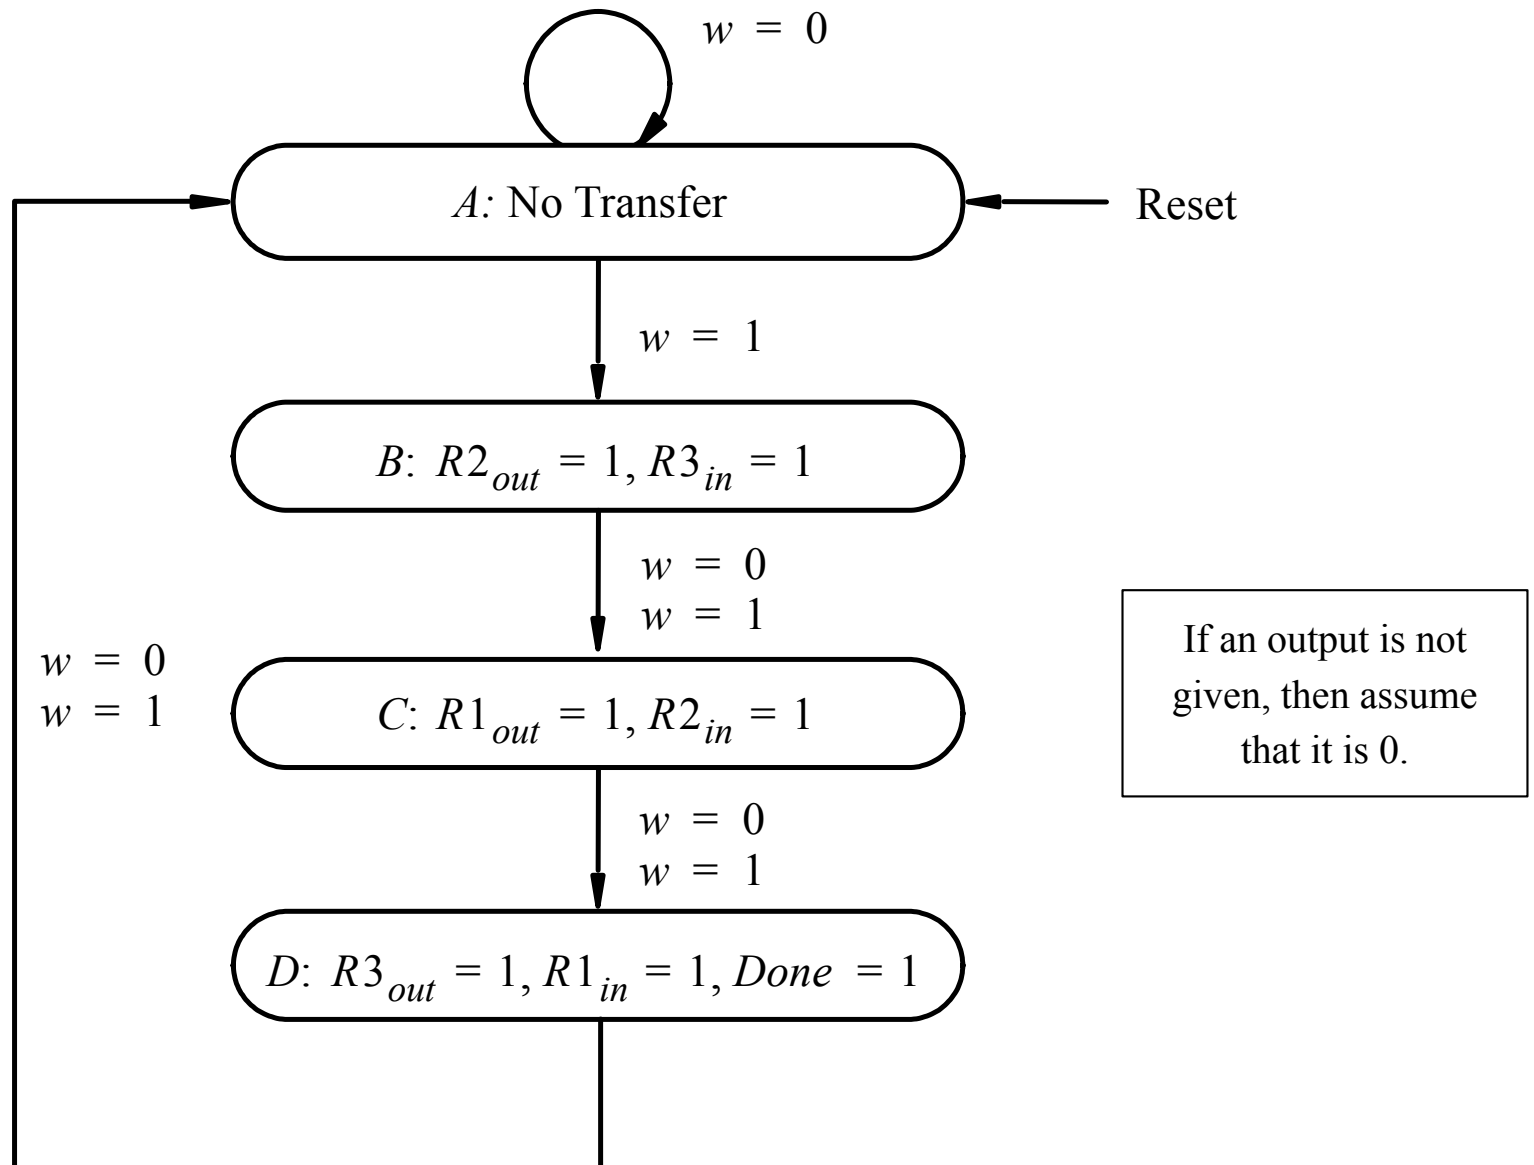 w = 0
A: No Transfer
Reset
w = 1
B: R2out = 1, R3in = 1
w = 0
w = 1
w = 0
w = 1
C: R1out = 1, R2in = 1
If an output is not
given, then assume
that it is 0.
w = 0
w = 1
D: R3out = 1, R1in = 1, Done = 1